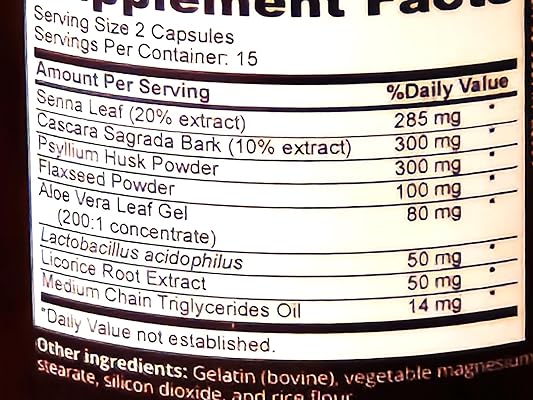 Supplement Facts
Serving Size 2 Capsules
Servings Per Container: 15
Amount Per Serving %Daily Value
Senna Leaf (20% extract) 285 mg *
Cascara Sagrada Bark (10% extract) 300 mg *
Psyllium Husk Powder 300 mg *
Flaxseed Powder 100 mg *
Aloe Vera Leaf Gel 80 mg *
(200:1 concentrate)
Lactobacillus acidophilus 50 mg *
Licorice Root Extract 50 mg *
Medium Chain Triglycerides Oil 14 mg *
*Daily Value not established.
Other ingredients: Gelatin (bovine), vegetable magnesium
stearate, silicon dioxide, and rice flour